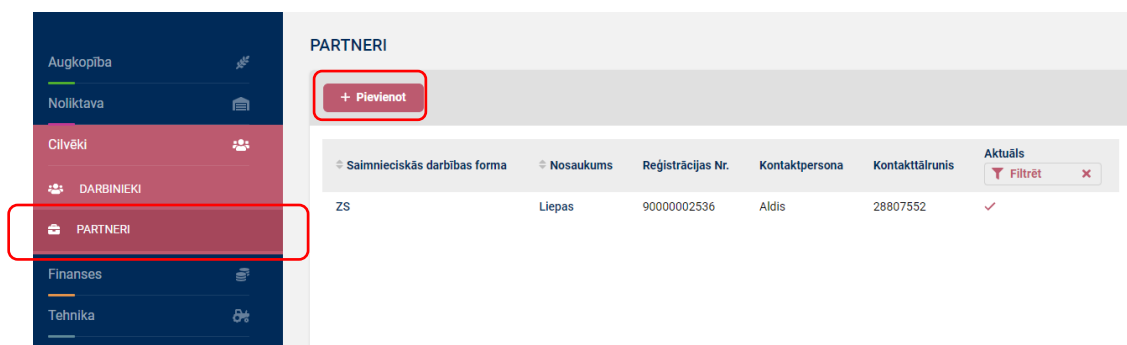 Augkopība
Noliktava
Cilvēki
DARBINIEKI
PARTNERI
Finanses
Tehnika
PARTNERI
+ Pievienot
Saimnieciskās darbības forma Nosaukums Reģistrācijas Nr. Kontaktpersona Kontakttālrunis Aktuāls
Filtrēt
ZS Liepas 90000002536 Aldis 28807552